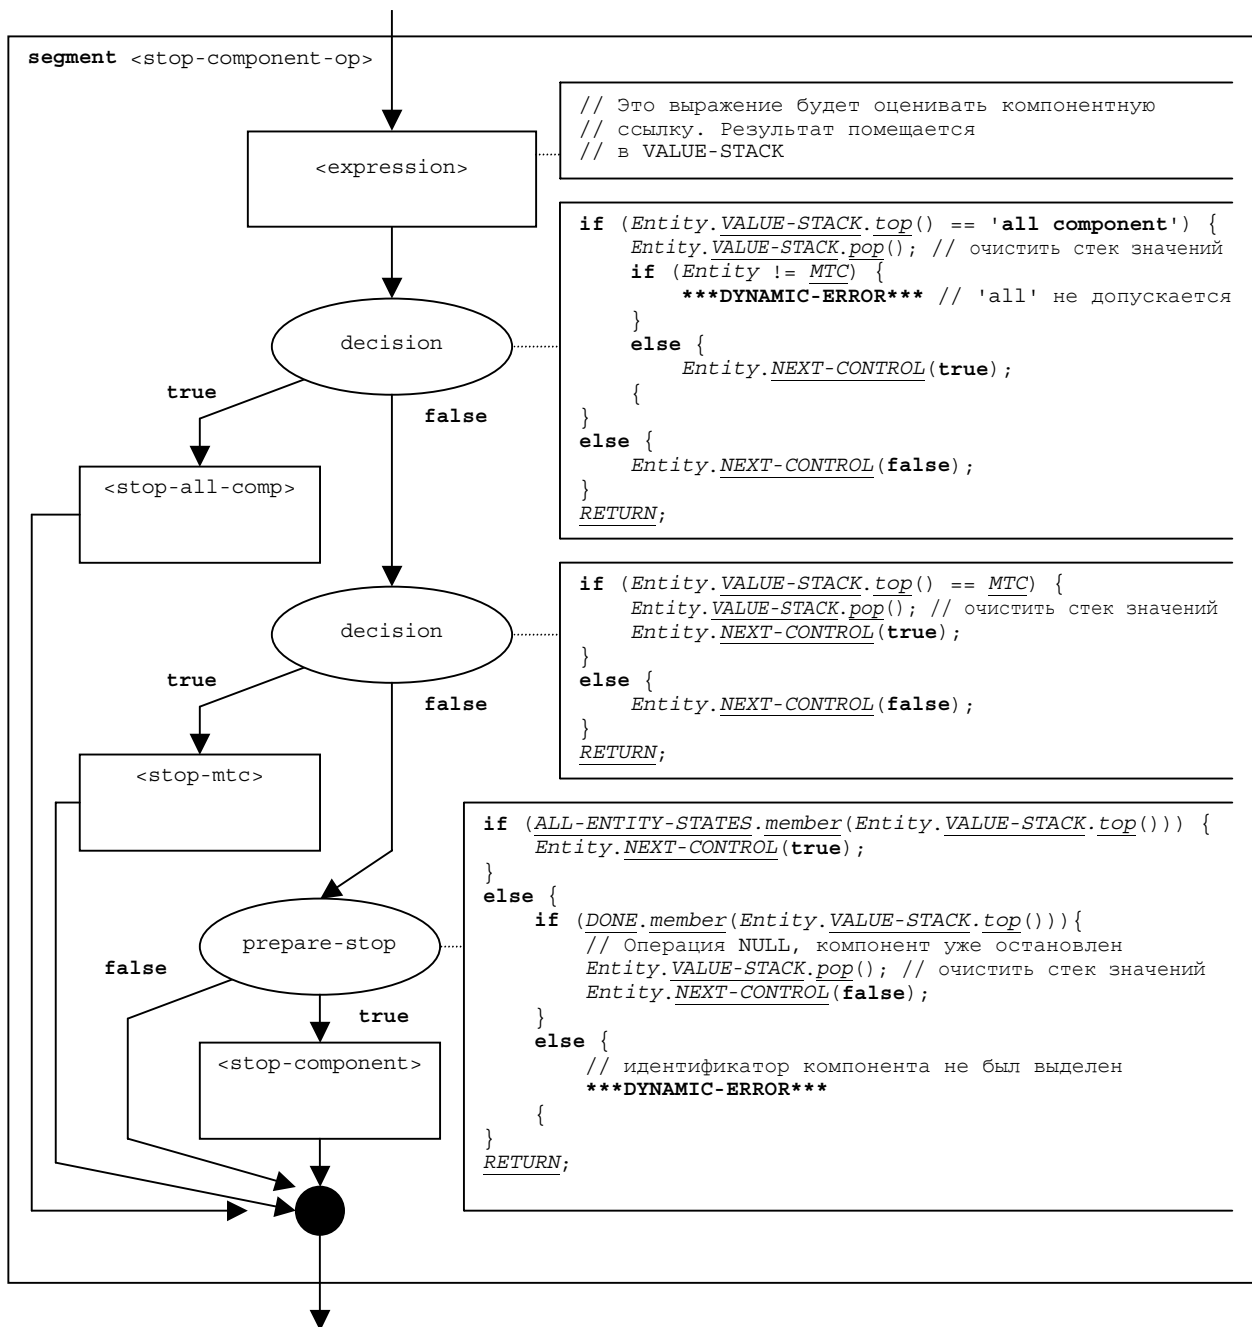 segment <stop-component-op>
<expression>
// Это выражение будет оценивать компонентную
// ссылку. Результат помещается
// в VALUE-STACK
decision
true
false
if (Entity.VALUE-STACK.top() == 'all component') {
Entity.VALUE-STACK.pop(); // очистить стек значений
if (Entity != MTC) {
***DYNAMIC-ERROR*** // 'all' не допускается
}
else {
Entity.NEXT-CONTROL(true);
{
}
else {
Entity.NEXT-CONTROL(false);
}
RETURN;
<stop-all-comp>
decision
true
false
if (Entity.VALUE-STACK.top() == MTC) {
Entity.VALUE-STACK.pop(); // очистить стек значений
Entity.NEXT-CONTROL(true);
}
else {
Entity.NEXT-CONTROL(false);
}
RETURN;
<stop-mtc>
prepare-stop
false
true
if (ALL-ENTITY-STATES.member(Entity.VALUE-STACK.top())) {
Entity.NEXT-CONTROL(true);
}
else {
if (DONE.member(Entity.VALUE-STACK.top())){
// Операция NULL, компонент уже остановлен
Entity.VALUE-STACK.pop(); // очистить стек значений
Entity.NEXT-CONTROL(false);
}
else {
// идентификатор компонента не был выделен
***DYNAMIC-ERROR***
{
}
RETURN;
<stop-component>